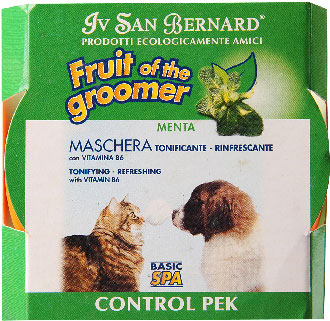 IV SAN BERNARD®
PRODOTTI ECOLOGICAMENTE AMICI
Fruit of the
groomer
MENTA
MASCHERA TONIFICANTE - RINFRESCANTE
con VITAMINA B6
TONIFYING - REFRESHING
with VITAMIN B6
BASIC
SPA
CONTROL PEK